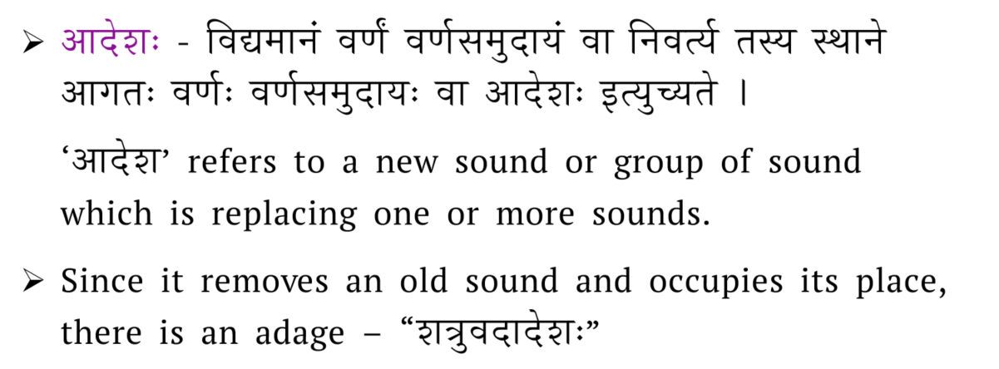 ➢ आदेशः - विद्यमानं वर्णं वर्णसमुदायं वा निवर्त्य तस्य स्थाने
आगतः वर्णः वर्णसमुदायः वा आदेशः इत्युच्यते ।
‘आदेश’ refers to a new sound or group of sound
which is replacing one or more sounds.
➢ Since it removes an old sound and occupies its place,
there is an adage – “शत्रुवदादेशः”